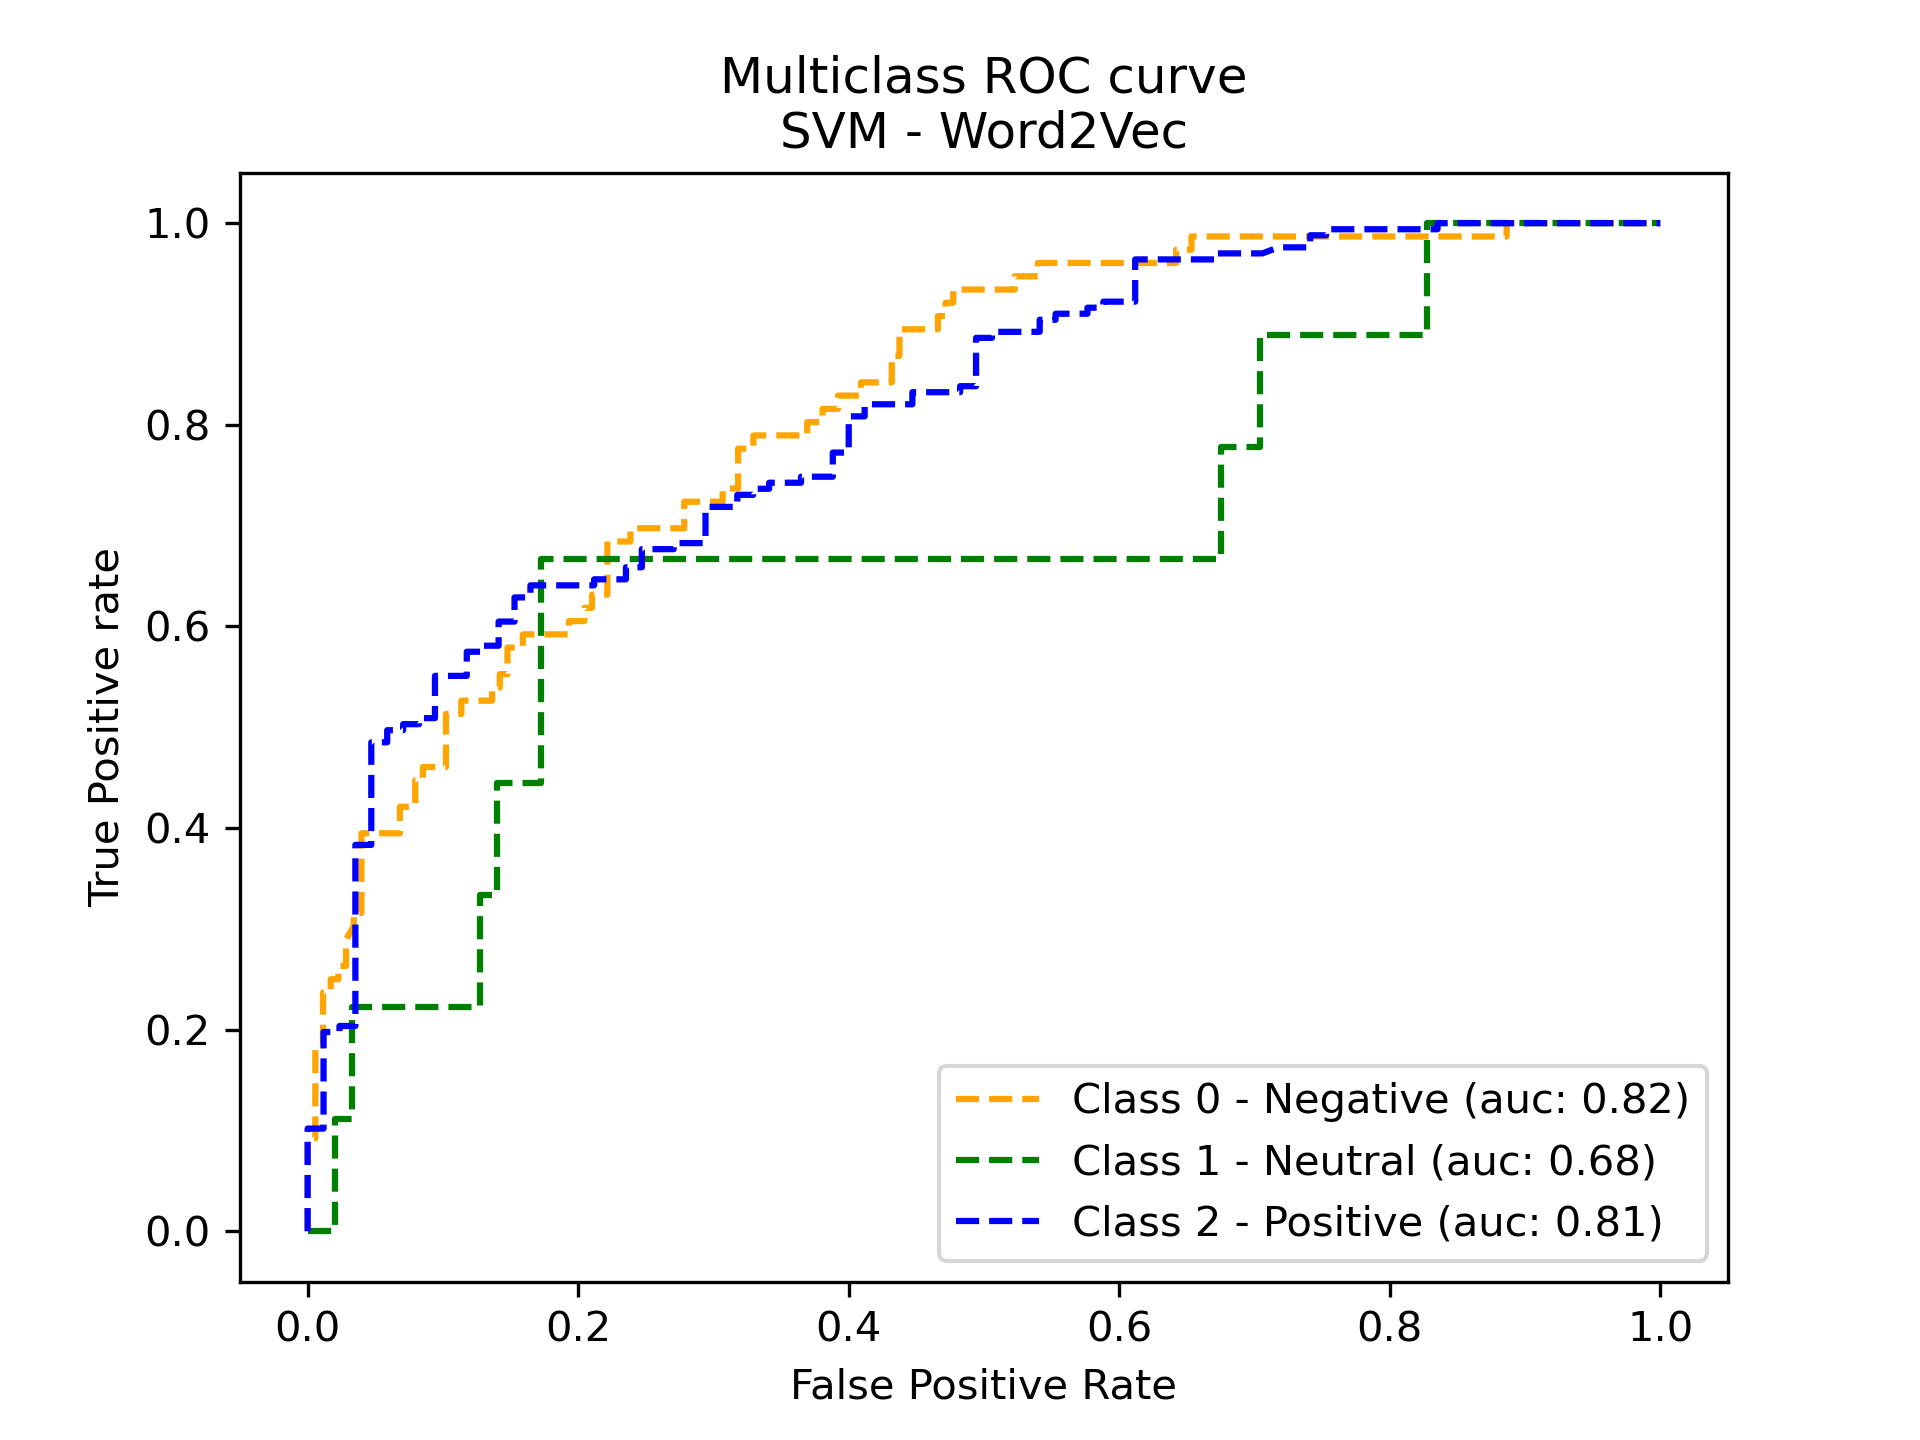 Multiclass ROC curve
SVM - Word2Vec
True Positive rate
1.0
0.8
0.6
0.4
0.2
0.0
Class 0 - Negative (auc: 0.82)
Class 1 - Neutral (auc: 0.68)
Class 2 - Positive (auc: 0.81)
0.0 0.2 0.4 0.6 0.8 1.0
False Positive Rate